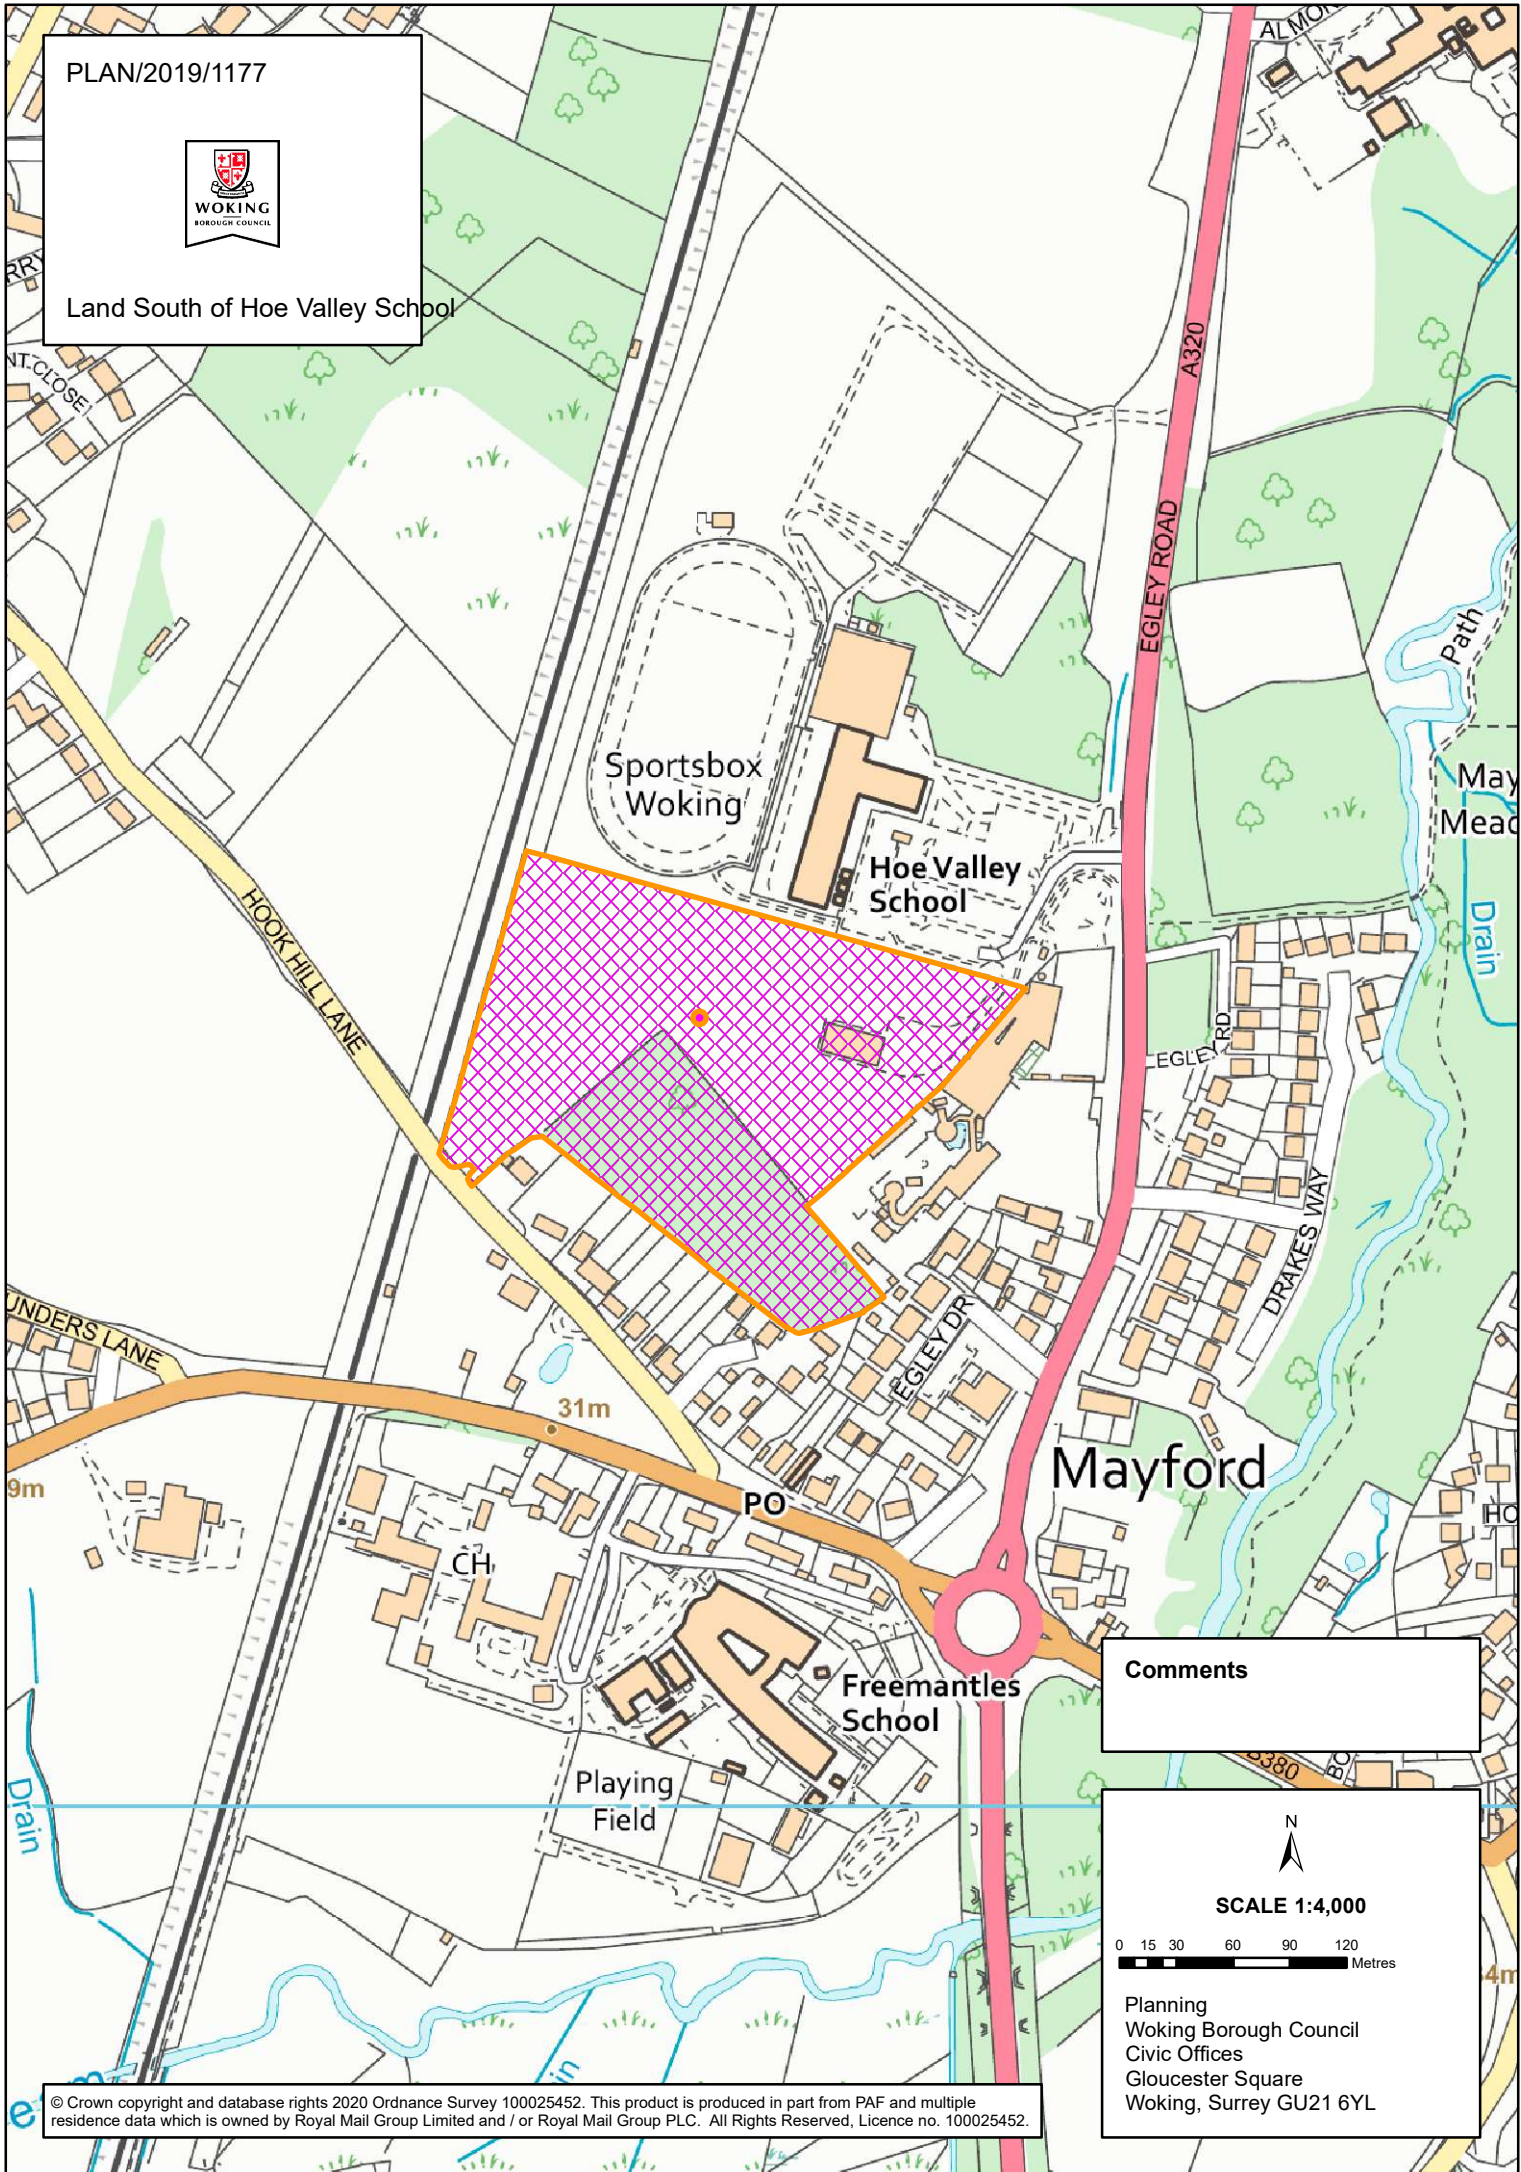 PLAN/2019/1177
WOKING
BOROUGH COUNCIL
Land South of Hoe Valley School
A320
EGLEY ROAD
Path
Sportsbox
Woking
Hoe Valley
School
May
Drain
HOOK HILL LANE
EGLEY RD
DRAKES WAY
EGLEY DR
31m
9m
Mayford
PO
CH
Freemantles
School
Playing
Field
Drain
Comments
N
SCALE 1:4,000
0 15 30 60 90 120
Metres
Planning
Woking Borough Council
Civic Offices
Gloucester Square
Woking, Surrey GU21 6YL
© Crown copyright and database rights 2020 Ordnance Survey 100025452. This product is produced in part from PAF and multiple
residence data which is owned by Royal Mail Group Limited and / or Royal Mail Group PLC. All Rights Reserved, Licence no. 100025452.